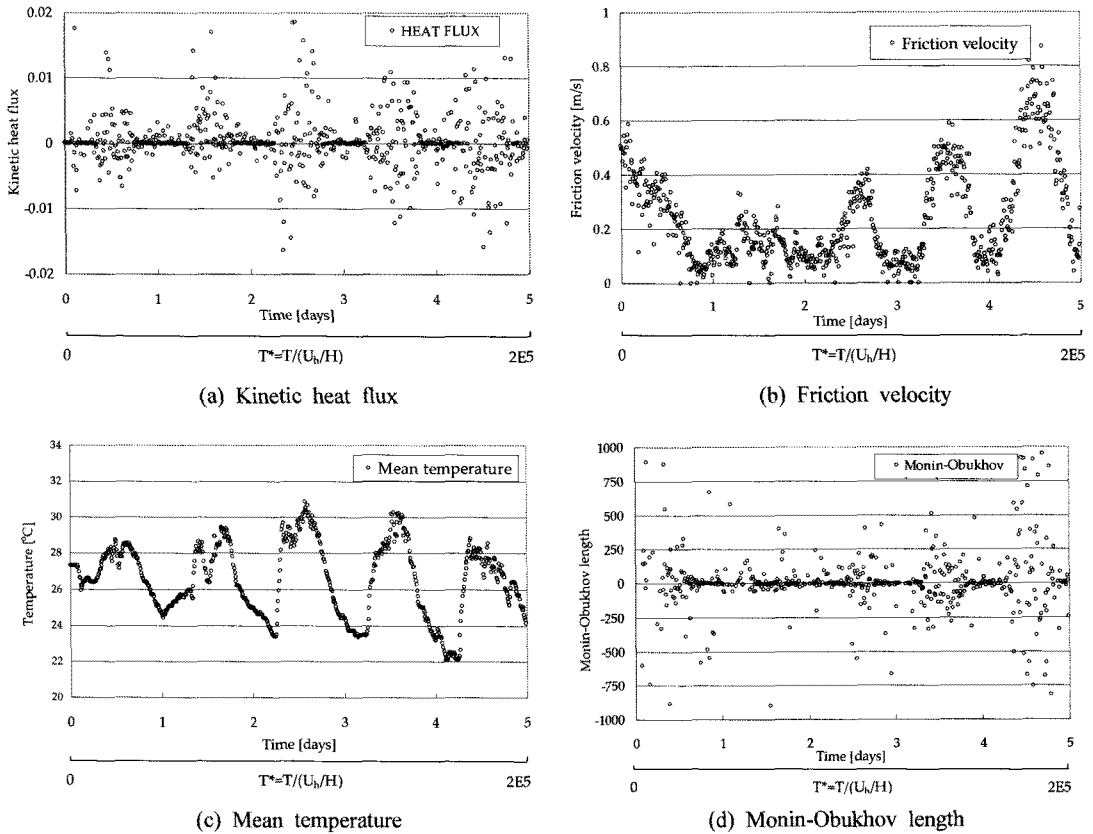 0.02
HEAT FLUX
0.01
0
-0.01
-0.02
Kinetic heat flux
0 1 2 3 4 5
Time [days]
0 T*=T/(Uh/H) 2E5
(a) Kinetic heat flux
1
Friction velocity
0.8
0.6
0.4
0.2
0
Friction velocity [m/s]
0 1 2 3 4 5
Time [days]
0 T*=T/(Uh/H) 2E5
(b) Friction velocity
34
Mean temperature
32
30
28
26
24
22
20
Temperature [°C]
0 1 2 3 4 5
Time [days]
0 T*=T/(Uh/H) 2E5
(c) Mean temperature
1000
Monin-Obukhov
750
500
250
0
-250
-500
-750
-1000
Monin-Obukhov length
0 1 2 3 4 5
Time [days]
0 T*=T/(Uh/H) 2E5
(d) Monin-Obukhov length